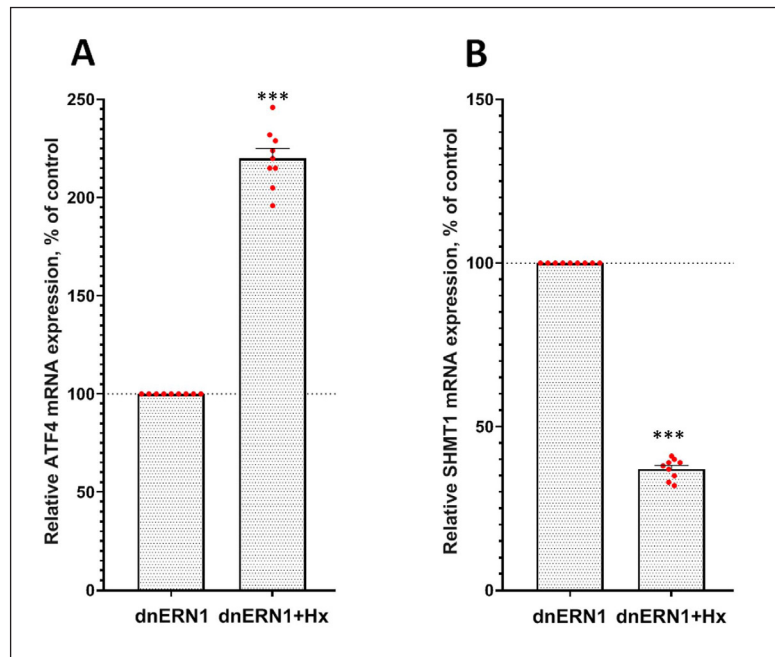 A
Relative ATF4 mRNA expression, % of control
250
200
150
100
50
0
***
dnERN1 dnERN1+Hx
B
Relative SHMT1 mRNA expression, % of control
150
100
50
0
***
dnERN1 dnERN1+Hx